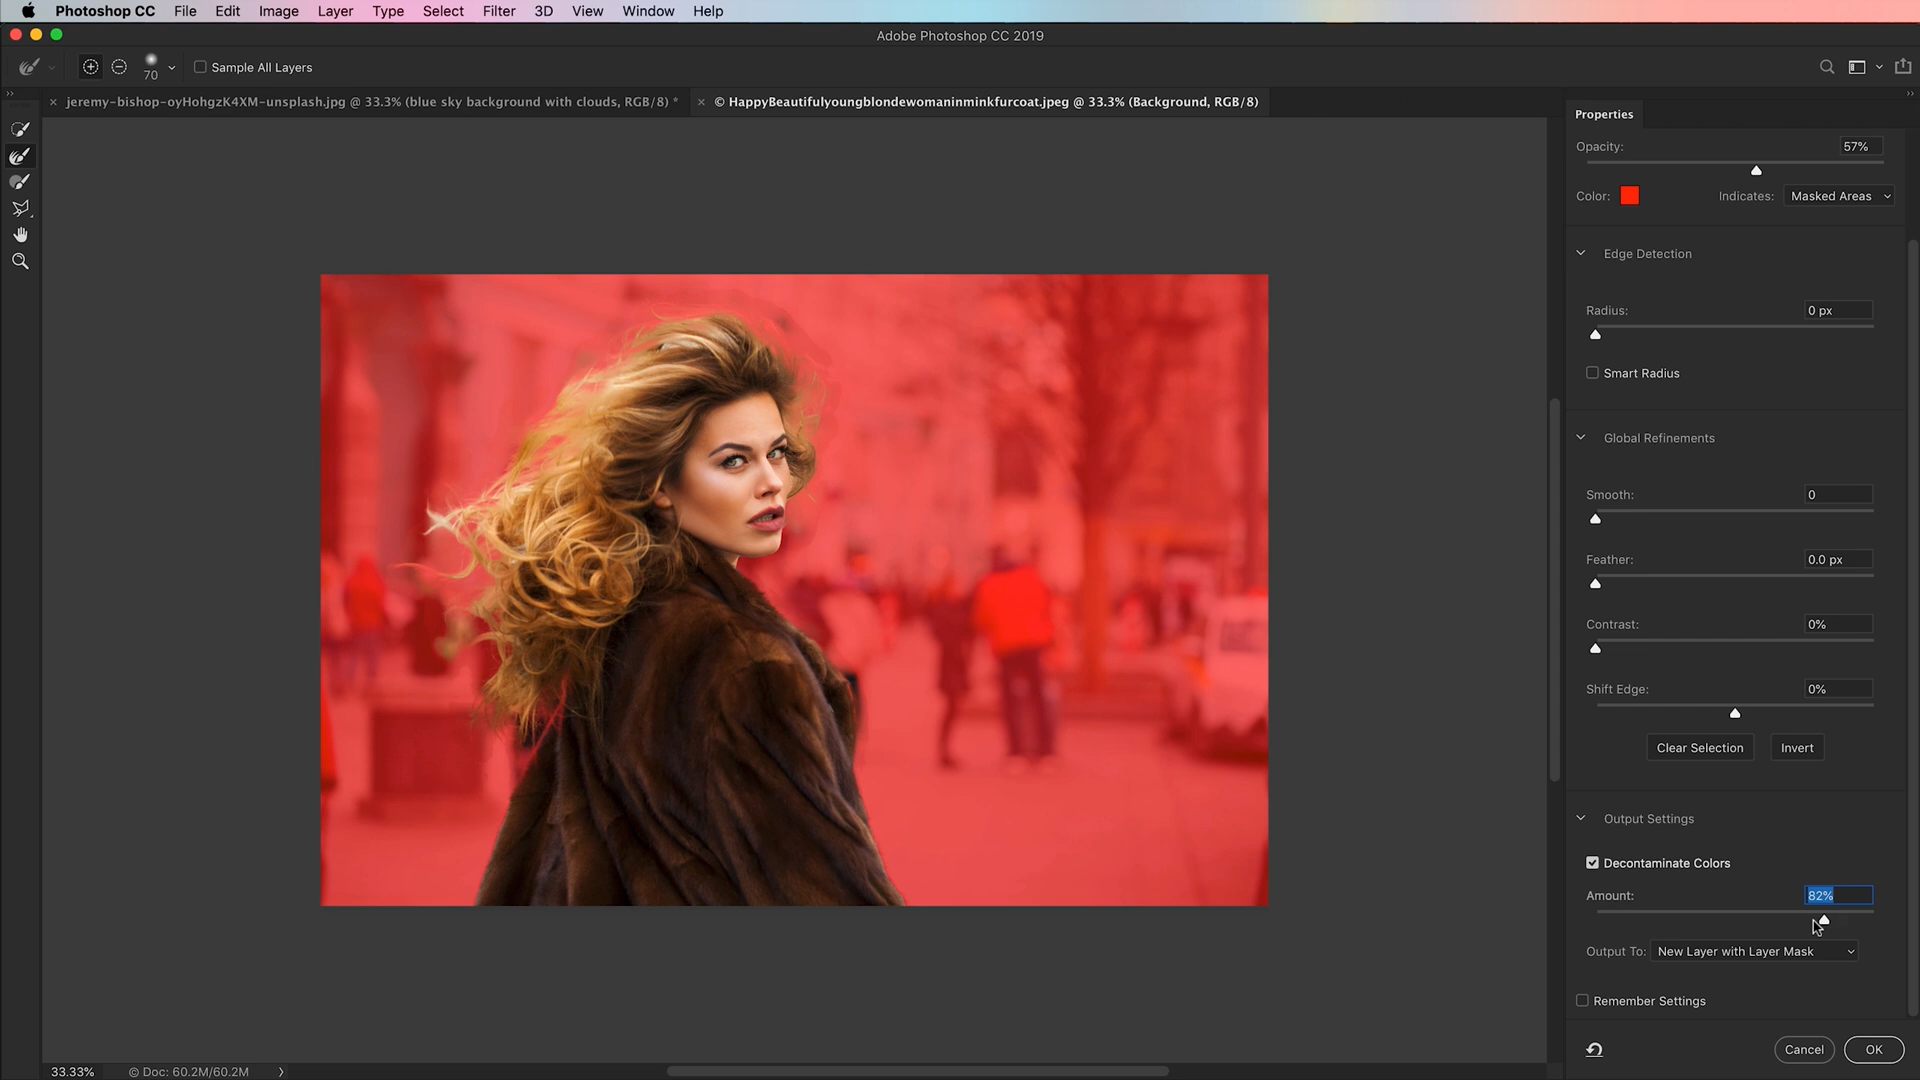 Photoshop CC File Edit Image Layer Type Select Filter 3D View Window Help
Adobe Photoshop CC 2019
70 Sample All Layers
× jeremy-bishop-oyHohgzK4XM-unsplash.jpg @ 33.3% (blue sky background with clouds, RGB/8) * × © HappyBeautifulyoungblondewomaninminkfurcoat.jpeg @ 33.3% (Background, RGB/8)
Properties
Opacity: 57%
Color: Indicates: Masked Areas
Edge Detection
Radius: 0 px
Smart Radius
Global Refinements
Smooth: 0
Feather: 0.0 px
Contrast: 0%
Shift Edge: 0%
Clear Selection Invert
Output Settings
Decontaminate Colors
Amount: 82%
Output To: New Layer with Layer Mask
Remember Settings
Cancel OK
33.33% © Doc: 60.2M/60.2M